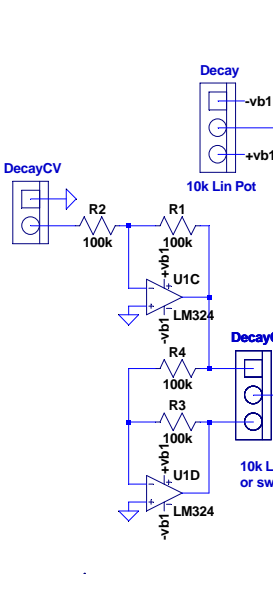 Decay
-vb1
+vb1
10k Lin Pot
DecayCV
R2
100k
R1
100k
+vb1
U1C
LM324
-vb1
R4
100k
R3
100k
+vb1
U1D
LM324
-vb1
10k L
or sw